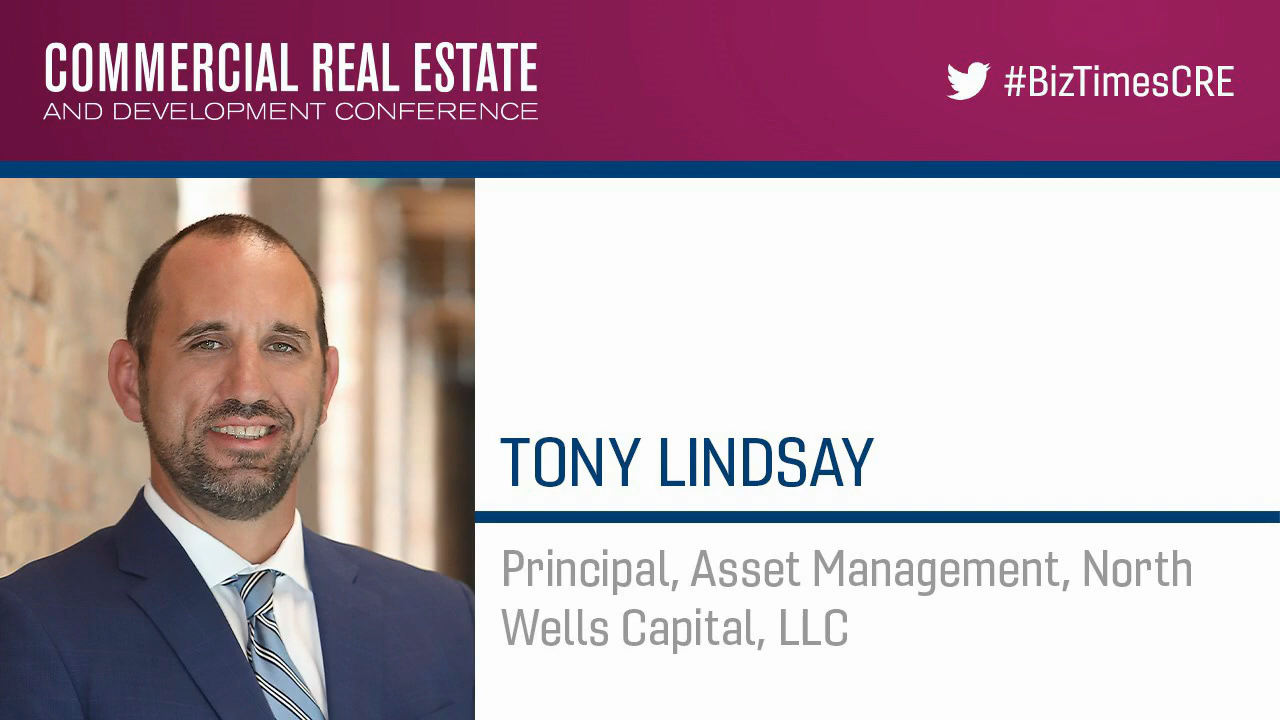 COMMERCIAL REAL ESTATE
AND DEVELOPMENT CONFERENCE
#BizTimesCRE
TONY LINDSAY
Principal, Asset Management, North
Wells Capital, LLC